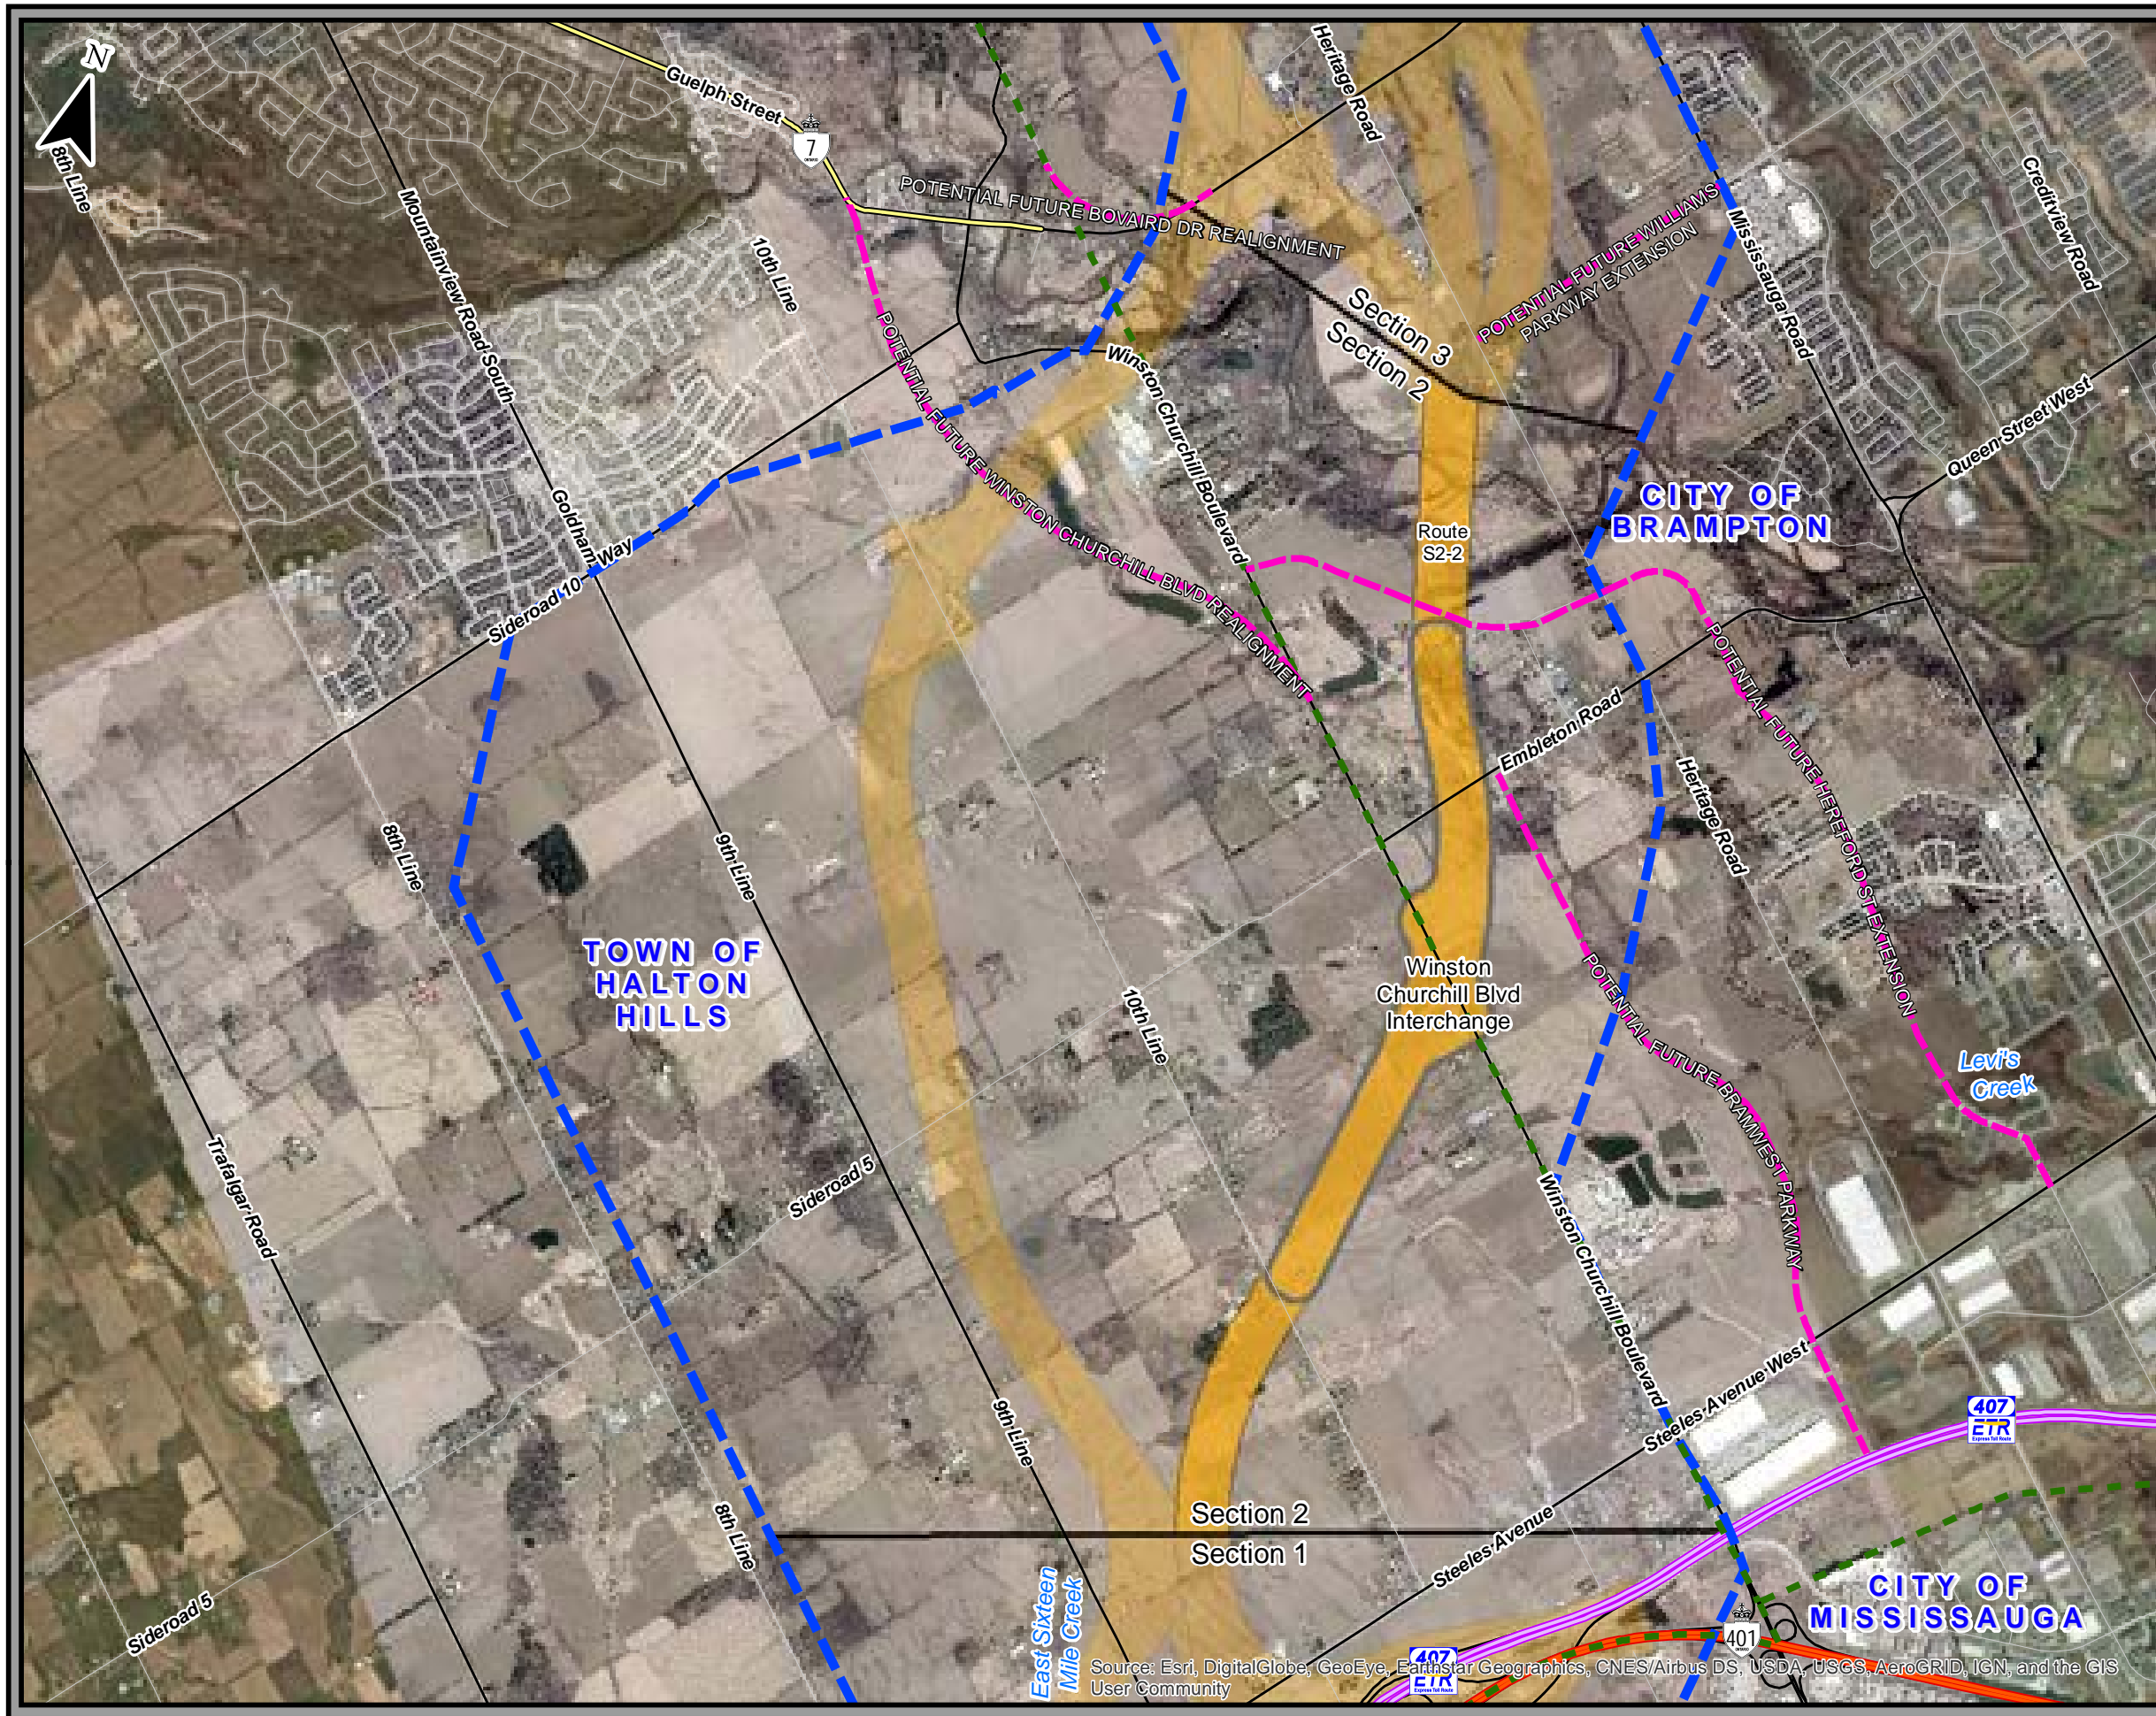 N
8th Line
Guelph Street
7
ONTARIO
Heritage Road
Mountainview Road South
10th Line
POTENTIAL FUTURE BOVAIRD DR REALIGNMENT
POTENTIAL FUTURE WILLIAMS
PARKWAY EXTENSION
Mississauga Road
Creditview Road
Section 3
Section 2
Winston Churchill Boulevard
POTENTIAL FUTURE WINSTON CHURCHILL BLVD REALIGNMENT
Queen Street West
CITY OF
BRAMPTON
Route
S2-2
Goldham Way
Sideroad 10
Embleton Road
POTENTIAL FUTURE HEREFORD ST EXTENSION
Heritage Road
8th Line
9th Line
TOWN OF
HALTON
HILLS
Winston
Churchill Blvd
Interchange
10th Line
POTENTIAL FUTURE BRAMWEST PARKWAY
Levi's
Creek
Trafalgar Road
Sideroad 5
Winston Churchill Boulevard
Steeles Avenue West
9th Line
407
ETR
Express Toll Route
8th Line
Section 2
Section 1
Steeles Avenue
East Sixteen
Mile Creek
Sideroad 5
CITY OF
MISSISSAUGA
401
407
ETR
Express Toll Route
Source: Esri, DigitalGlobe, GeoEye, Earthstar Geographics, CNES/Airbus DS, USDA, USGS, AeroGRID, IGN, and the GIS
User Community